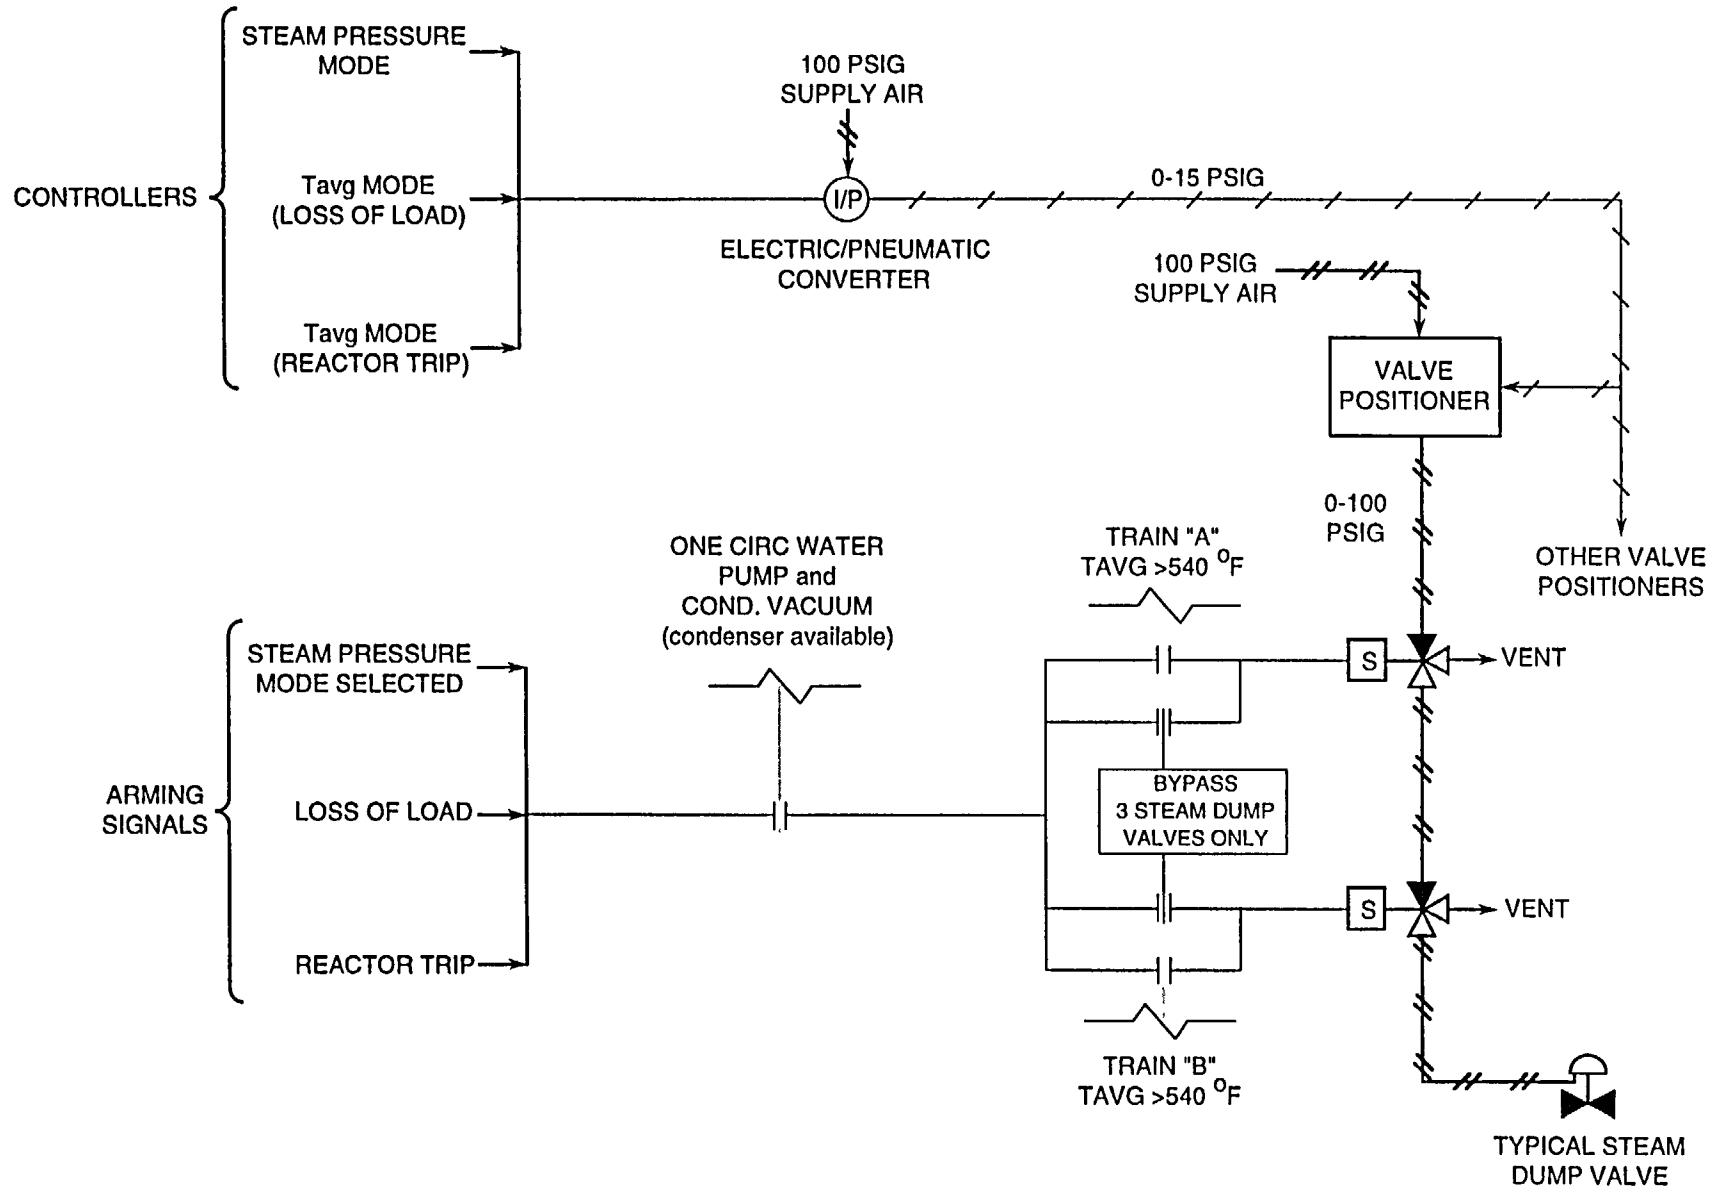 STEAM PRESSURE
MODE
100 PSIG
SUPPLY AIR
CONTROLLERS
Tavg MODE
(LOSS OF LOAD)
I/P
0-15 PSIG
ELECTRIC/PNEUMATIC
CONVERTER
100 PSIG
SUPPLY AIR
Tavg MODE
(REACTOR TRIP)
VALVE
POSITIONER
0-100
PSIG
OTHER VALVE
POSITIONERS
ONE CIRC WATER
PUMP and
COND. VACUUM
(condenser available)
TRAIN "A"
TAVG >540 °F
ARMING
SIGNALS
STEAM PRESSURE
MODE SELECTED
S
VENT
BYPASS
3 STEAM DUMP
VALVES ONLY
LOSS OF LOAD
S
VENT
REACTOR TRIP
TRAIN "B"
TAVG >540 °F
TYPICAL STEAM
DUMP VALVE